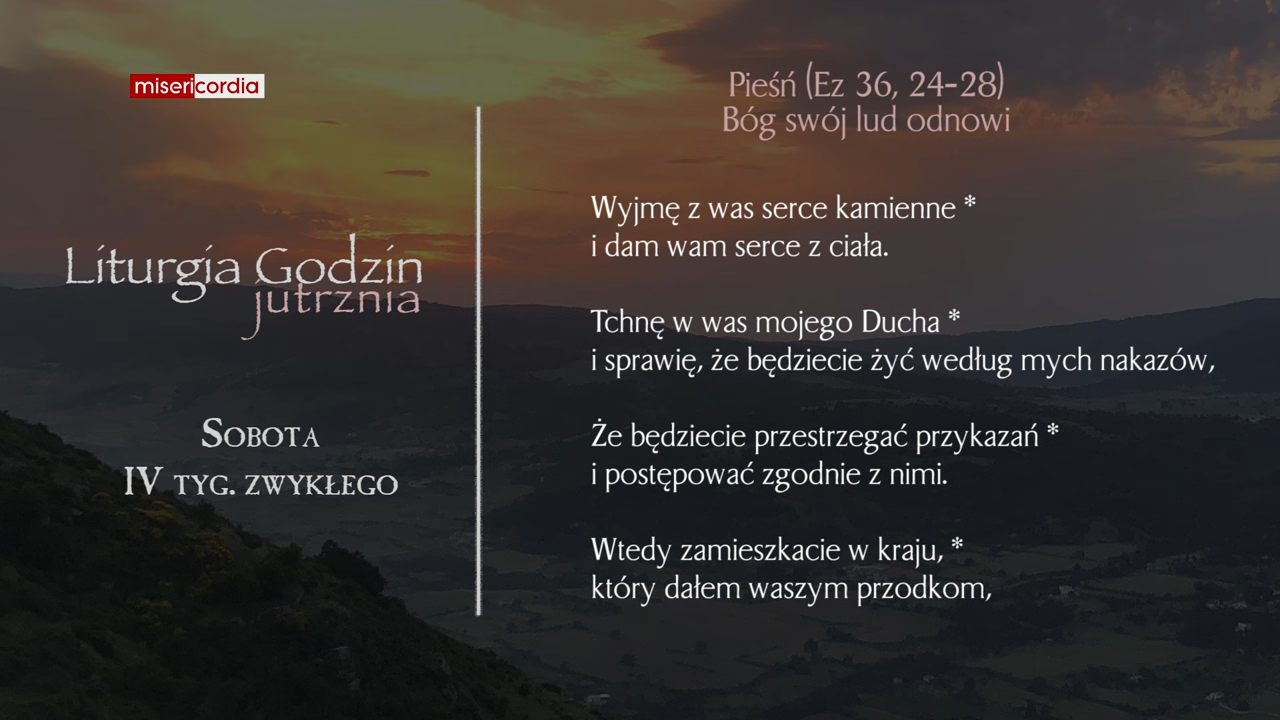 misericordia
Liturgia Godzin
jutrznia
Sobota
IV tyg. zwykłego
Pieśń (Ez 36, 24-28)
Bóg swój lud odnowi
Wyjmę z was serce kamienne *
i dam wam serce z ciała.
Tchnę w was mojego Ducha *
i sprawię, że będziecie żyć według mych nakazów,
Że będziecie przestrzegać przykazań *
i postępować zgodnie z nimi.
Wtedy zamieszkacie w kraju, *
który dałem waszym przodkom,